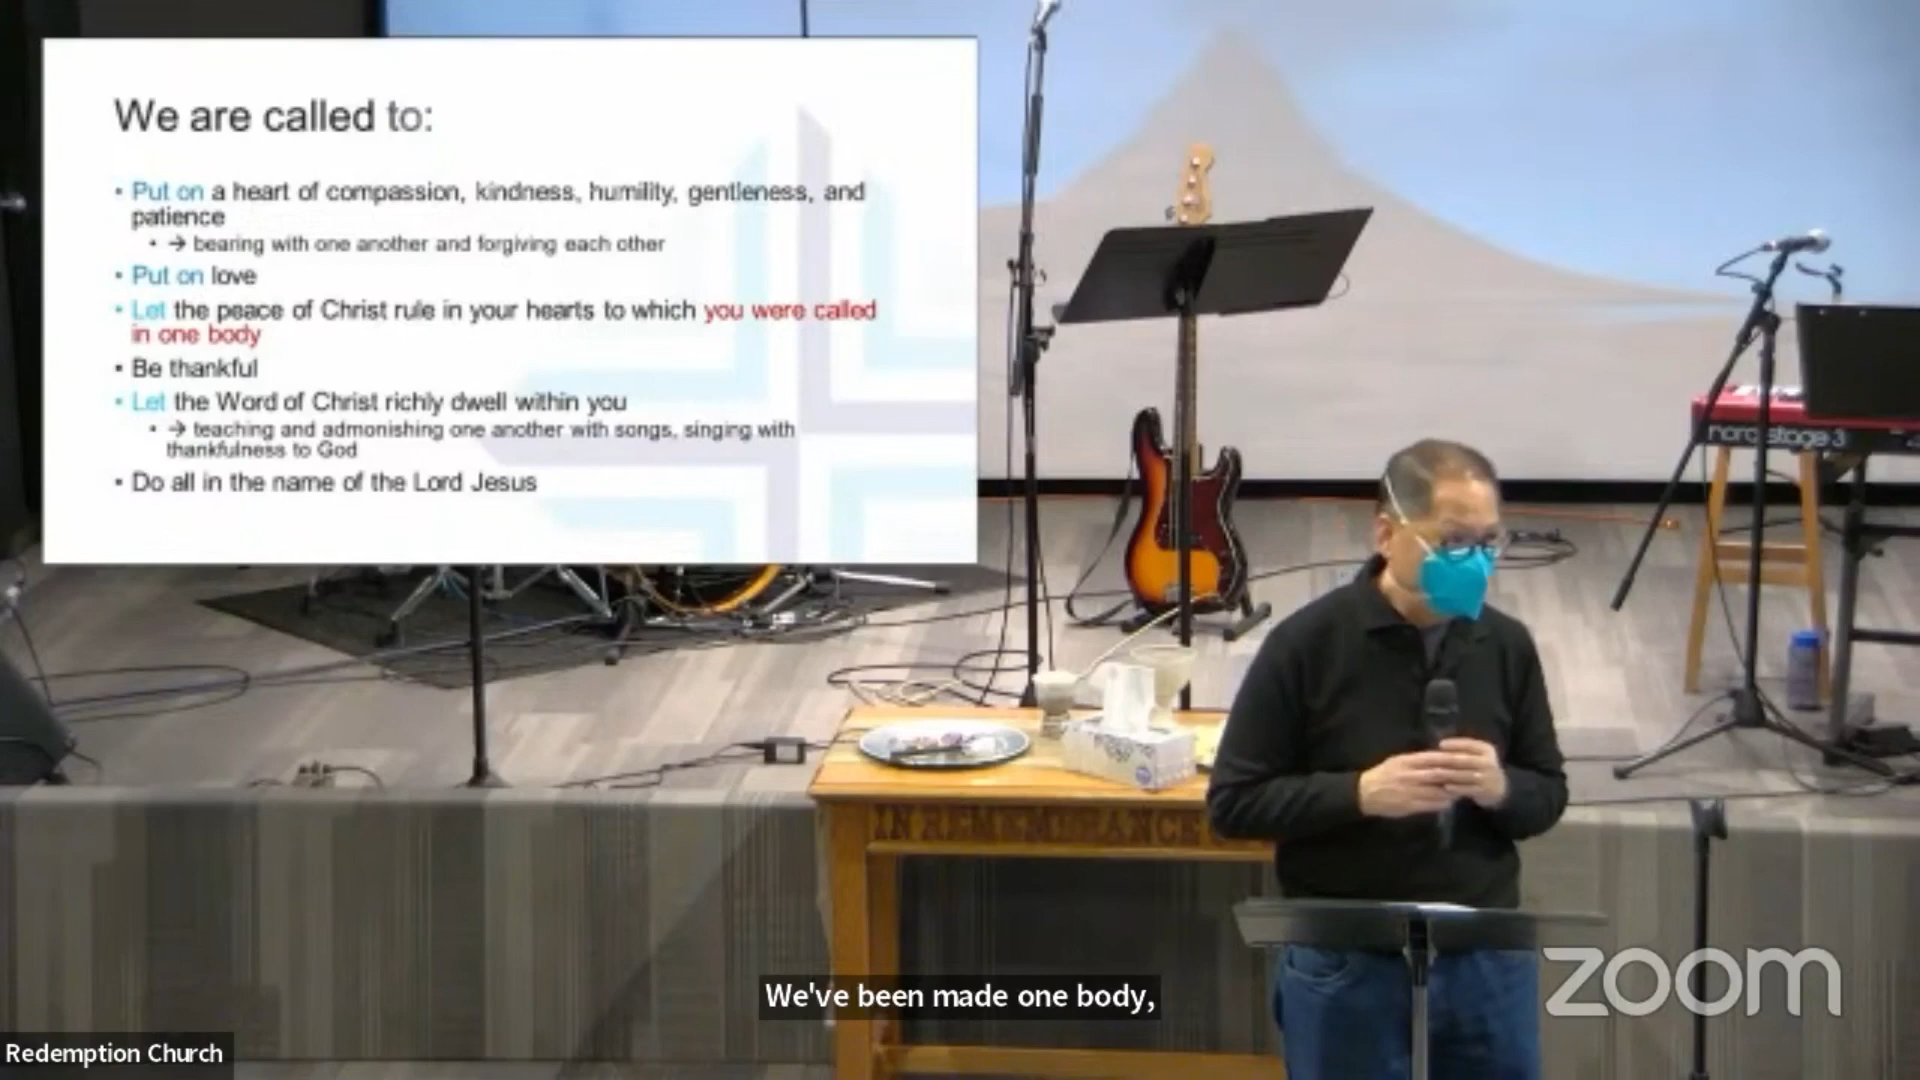 We are called to:
• Put on a heart of compassion, kindness, humility, gentleness, and
patience
• → bearing with one another and forgiving each other
• Put on love
• Let the peace of Christ rule in your hearts to which you were called
in one body
• Be thankful
• Let the Word of Christ richly dwell within you
• → teaching and admonishing one another with songs, singing with
thankfulness to God
• Do all in the name of the Lord Jesus
nord stage 3
IN REMEMBRANCE
We've been made one body,
zoom
Redemption Church